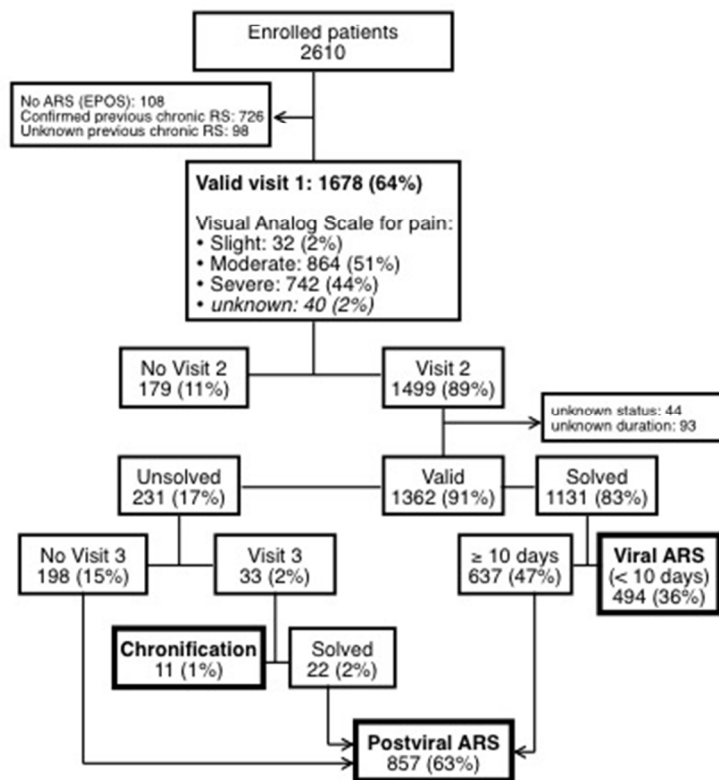 Enrolled patients
2610
No ARS (EPOS): 108
Confirmed previous chronic RS: 726
Unknown previous chronic RS: 98
Valid visit 1: 1678 (64%)
Visual Analog Scale for pain:
• Slight: 32 (2%)
• Moderate: 864 (51%)
• Severe: 742 (44%)
• unknown: 40 (2%)
No Visit 2
179 (11%)
Visit 2
1499 (89%)
unknown status: 44
unknown duration: 93
Unsolved
231 (17%)
Valid
1362 (91%)
Solved
1131 (83%)
No Visit 3
198 (15%)
Visit 3
33 (2%)
≥ 10 days
637 (47%)
Viral ARS
(< 10 days)
494 (36%)
Chronification
11 (1%)
Solved
22 (2%)
Postviral ARS
857 (63%)